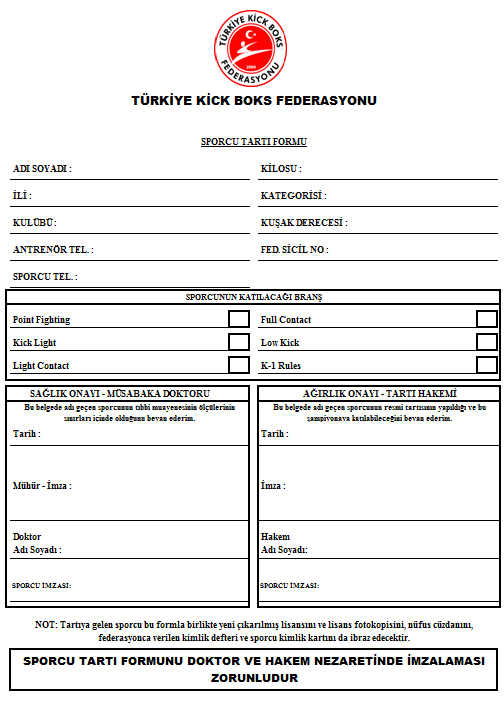 TÜRKİYE KICK BOKS
FEDERASYONU
2004
TÜRKİYE KİCK BOKS FEDERASYONU
SPORCU TARTI FORMU
ADI SOYADI :
KİLOSU :
İLİ :
KATEGORİSİ :
KULÜBÜ :
KUŞAK DERECESİ :
ANTRENÖR TEL. :
FED. SİCİL NO :
SPORCU TEL. :
SPORCUNUN KATILACAĞI BRANŞ
Point Fighting
Full Contact
Kick Light
Low Kick
Light Contact
K-1 Rules
SAĞLIK ONAYI - MÜSABAKA DOKTORU
Bu belgede adı geçen sporcunun tıbbi muayenesinin ölçülerinin
sınırları içinde olduğunu beyan ederim.
Tarih :
Mühür - İmza :
Doktor
Adı Soyadı :
SPORCU İMZASI:
AĞIRLIK ONAYI - TARTI HAKEMİ
Bu belgede adı geçen sporcunun resmi tartısının yapıldığı ve bu
şampiyonaya katılabileceğini beyan ederim.
Tarih :
İmza :
Hakem
Adı Soyadı:
SPORCU İMZASI:
NOT: Tartıya gelen sporcu bu formla birlikte yeni çıkarılmış lisansını ve lisans fotokopisini, nüfus cüzdanını,
federasyonca verilen kimlik defteri ve sporcu kimlik kartını da ibraz edecektir.
SPORCU TARTI FORMUNU DOKTOR VE HAKEM NEZARETİNDE İMZALAMASI
ZORUNLUDUR